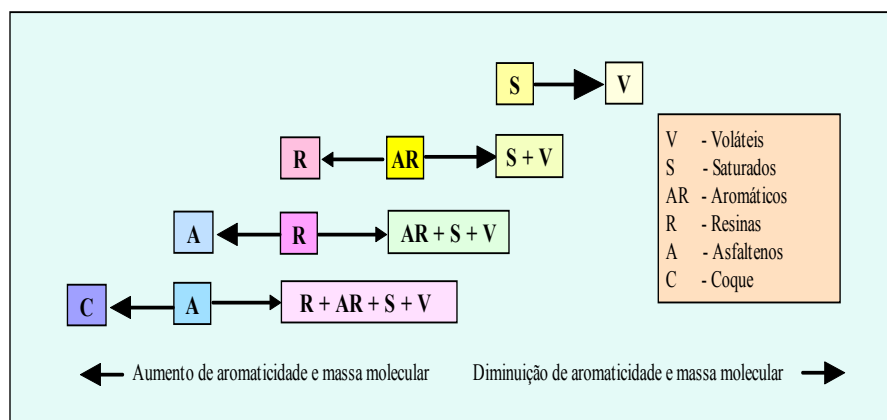 S V
R AR S + V
A R AR + S + V
C A R + AR + S + V
V - Voláteis
S - Saturados
AR - Aromáticos
R - Resinas
A - Asfaltenos
C - Coque
Aumento de aromaticidade e massa molecular
Diminuição de aromaticidade e massa molecular